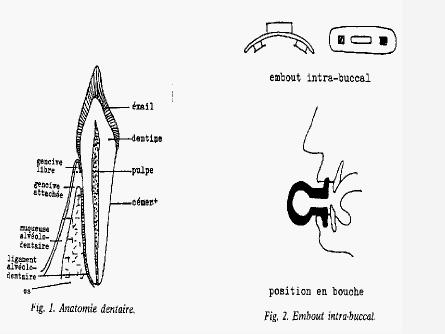 émail
dentine
pulpe
cément
gencive
libre
gencive
attachée
muqueuse
alvéolo-
dentaire
ligament
alvéolo-
dentaire
os
Fig. 1. Anatomie dentaire.
embout intra-buccal
position en bouche
Fig. 2. Embout intra-buccal.